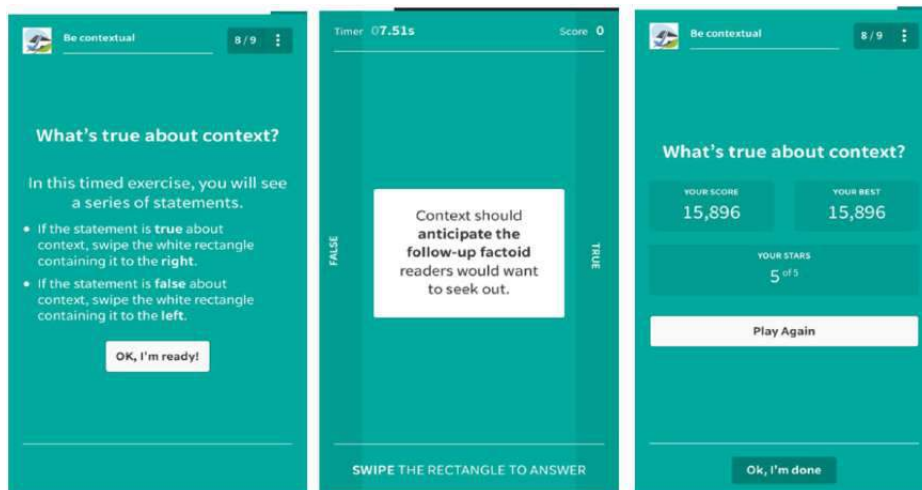 Be contextual
8 / 9
What's true about context?
In this timed exercise, you will see
a series of statements.
• If the statement is true about
context, swipe the white rectangle
containing it to the right.
• If the statement is false about
context, swipe the white rectangle
containing it to the left.
OK, I'm ready!
Timer 07.51s
Score 0
FALSE
Context should
anticipate the
follow-up factoid
readers would want
to seek out.
TRUE
SWIPE THE RECTANGLE TO ANSWER
Be contextual
8 / 9
What's true about context?
YOUR SCORE
15,896
YOUR BEST
15,896
YOUR STARS
5 of 5
Play Again
Ok, I'm done